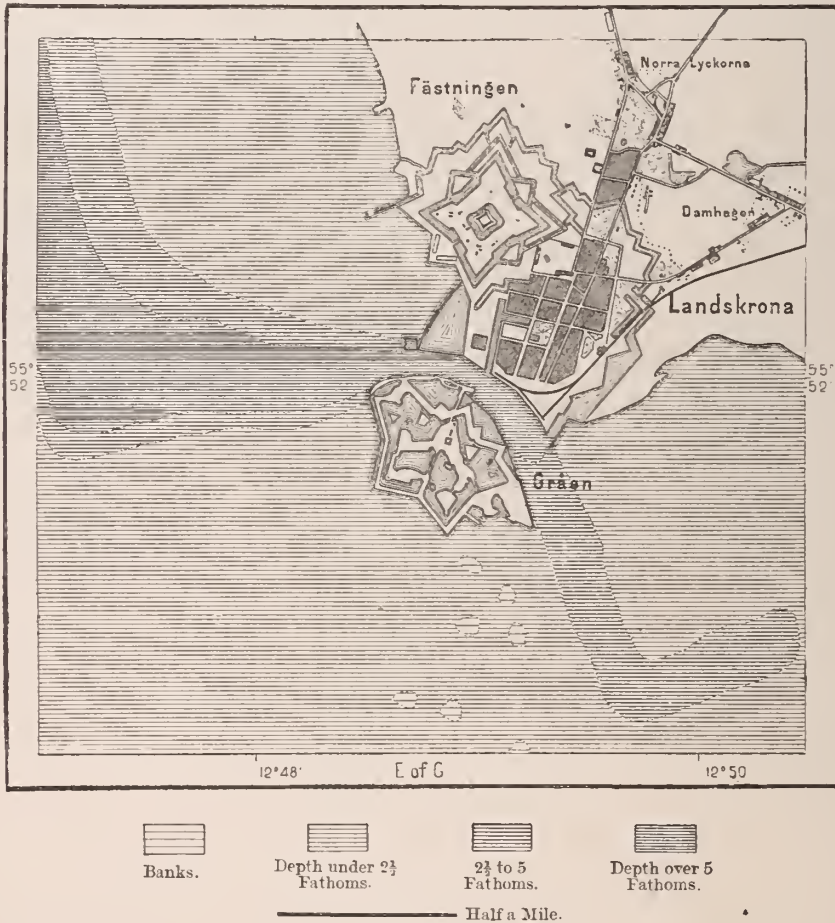 Norra Lyckorna
Fästningen
Damhagen
Landskrona
55°
52'
55°
52'
Gråen
12°48'
E of G
12°50
Banks.
Depth under 2½
Fathoms.
2½ to 5
Fathoms.
Depth over 5
Fathoms.
Half a Mile.